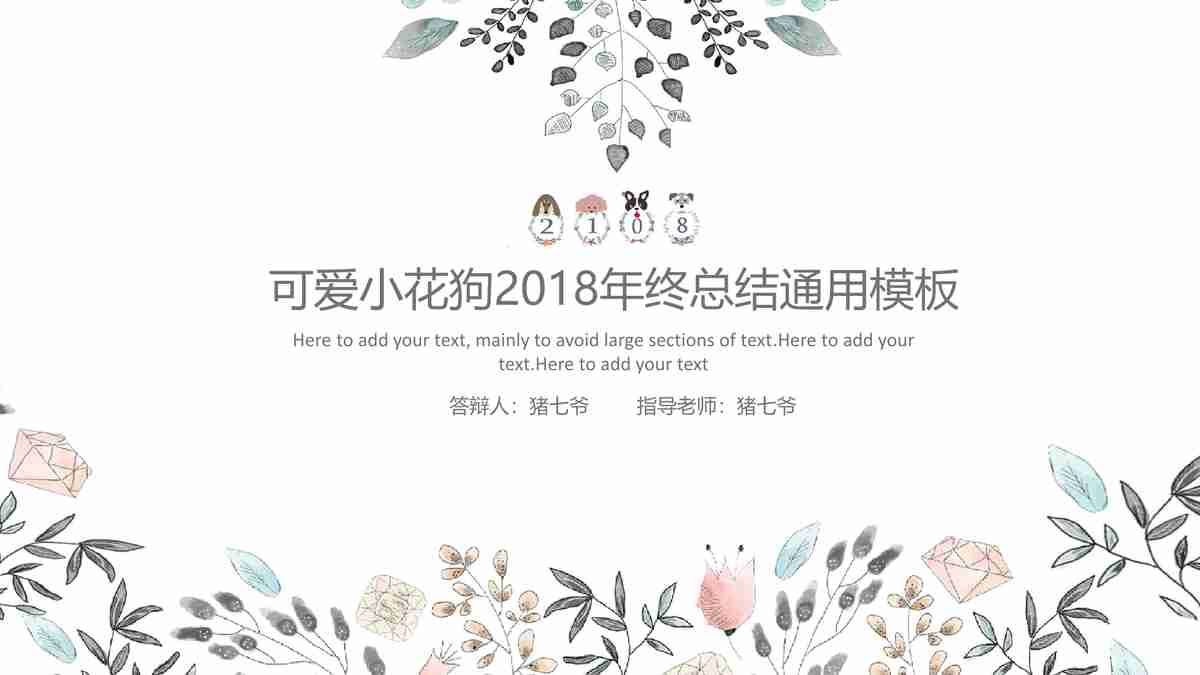 2 1 0 8
可爱小花狗2018年终总结通用模板
Here to add your text, mainly to avoid large sections of text.Here to add your
text.Here to add your text
答辩人：猪七爷 指导老师：猪七爷